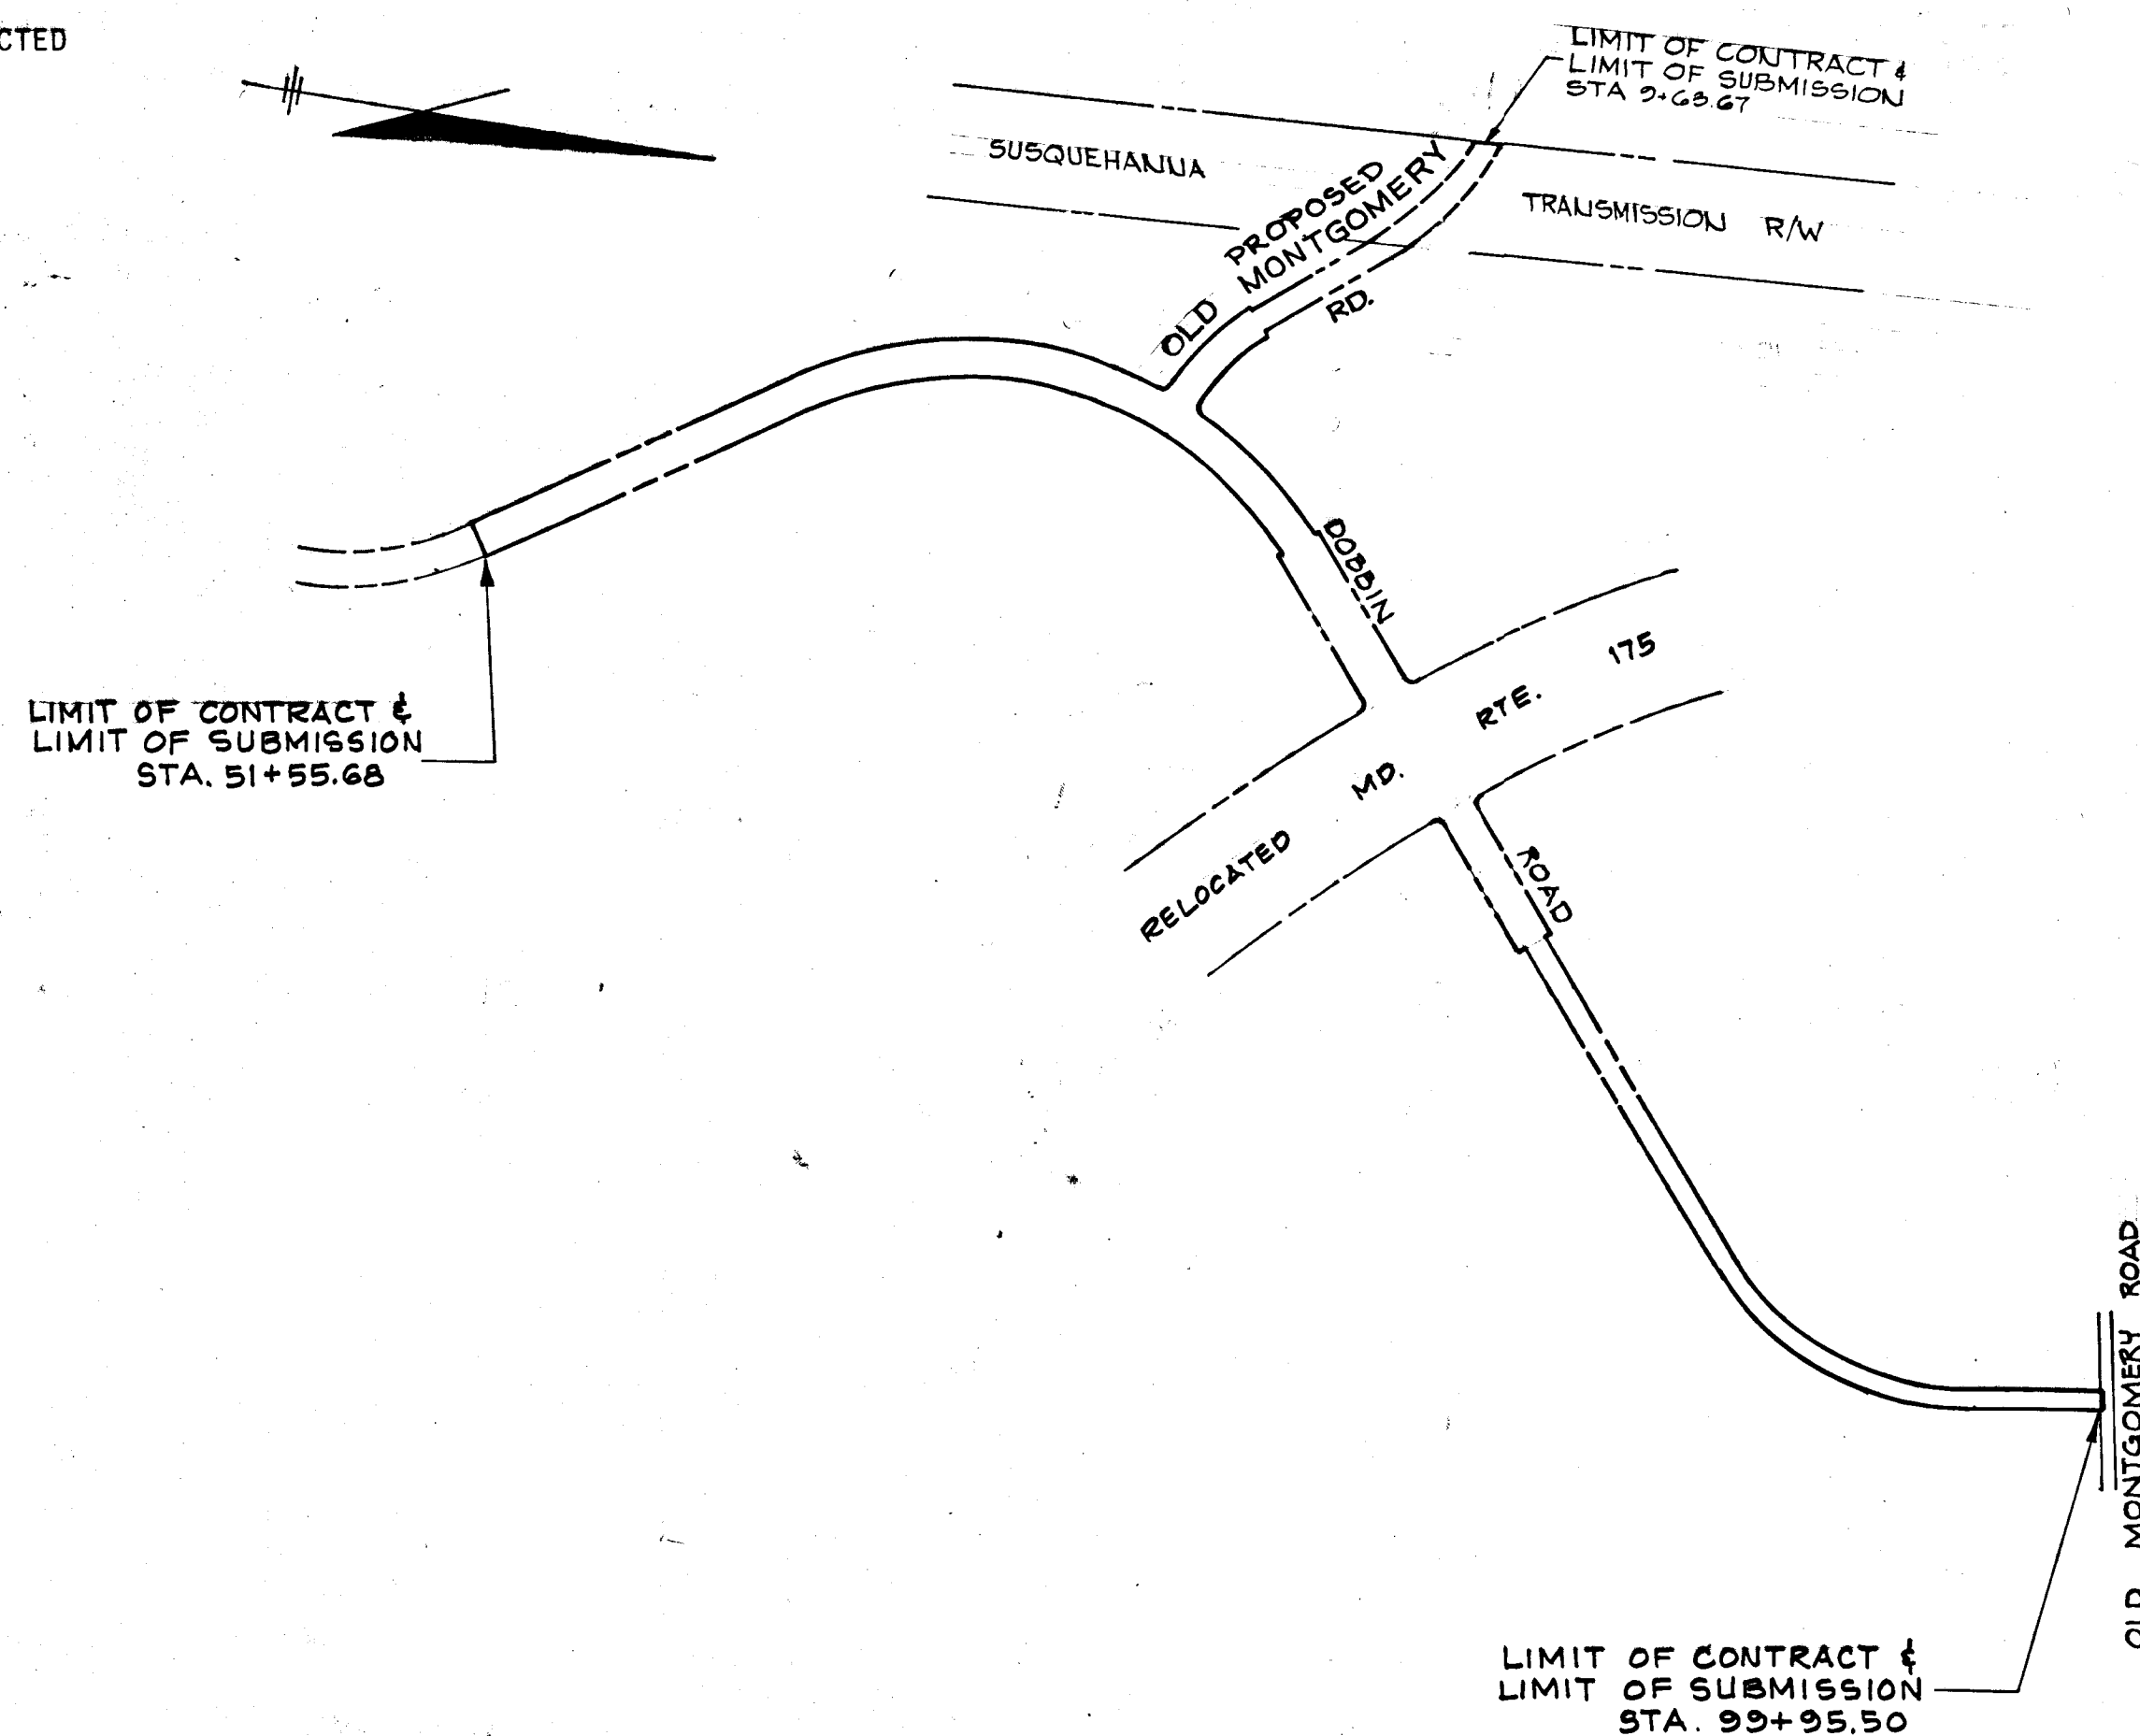 CTED
LIMIT OF CONTRACT &
LIMIT OF SUBMISSION
STA 9+63.67
SUSQUEHANNA
TRANSMISSION R/W
PROPOSED
OLD MONTGOMERY RD.
DOBBIN ROAD
RELOCATED MD. RTE. 175
LIMIT OF CONTRACT &
LIMIT OF SUBMISSION
STA. 51+55.68
OLD MONTGOMERY ROAD
LIMIT OF CONTRACT &
LIMIT OF SUBMISSION
STA. 99+95.50